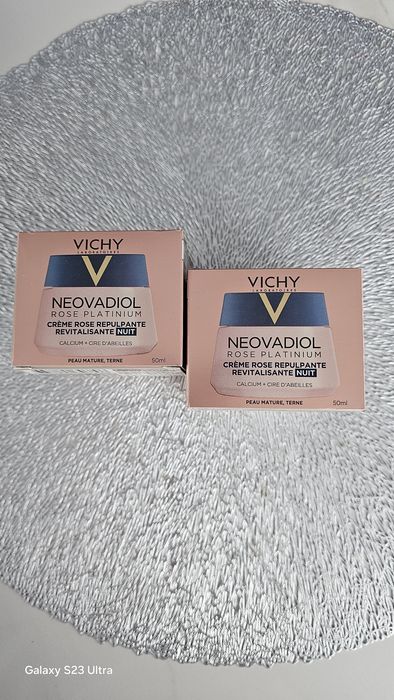 VICHY
LABORATOIRES
NEOVADIOL
ROSE PLATINIUM
CRÈME ROSE REPULPANTE
REVITALISANTE NUIT
CALCIUM + CIRE D'ABEILLES
PEAU MATURE, TERNE 50ml
VICHY
LABORATOIRES
NEOVADIOL
ROSE PLATINIUM
CRÈME ROSE REPULPANTE
REVITALISANTE NUIT
CALCIUM + CIRE D'ABEILLES
PEAU MATURE, TERNE 50ml
Galaxy S23 Ultra